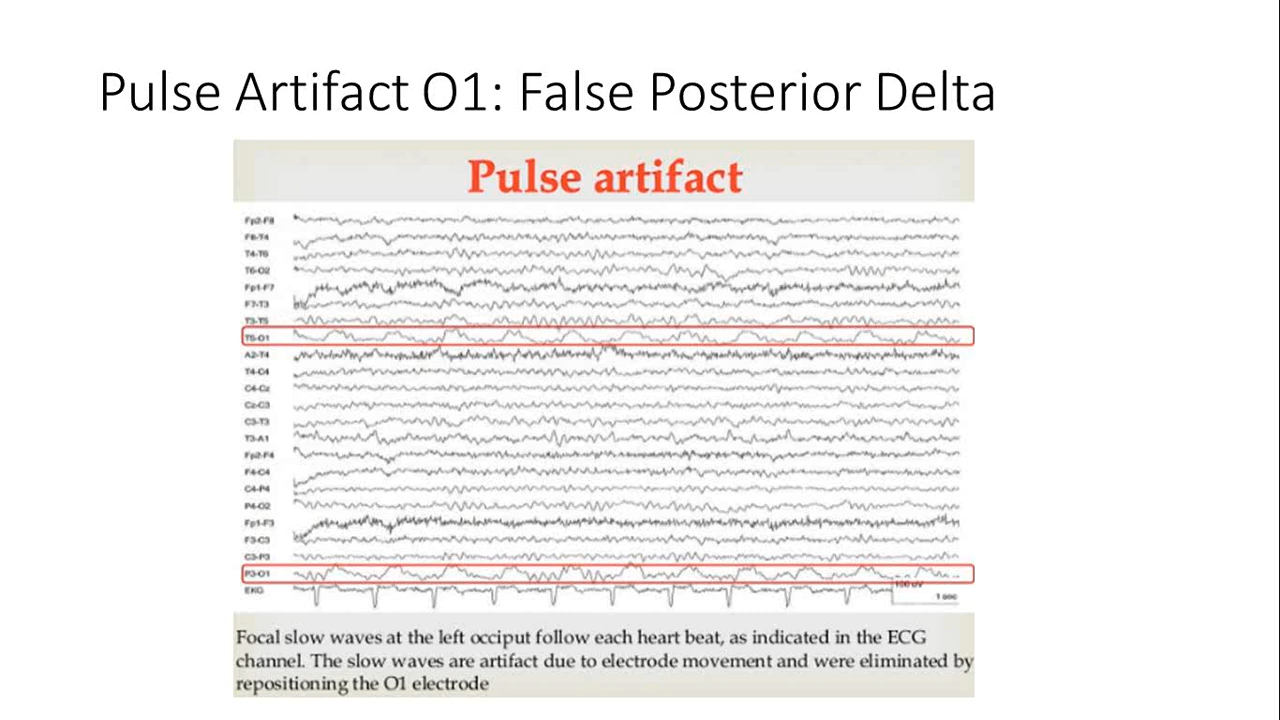 Pulse Artifact O1: False Posterior Delta
Pulse artifact
Fp2-F8
F8-T4
T4-T6
T6-O2
Fp1-F7
F7-T3
T3-T5
T5-O1
A2-T4
T4-C4
C4-Cz
Cz-C3
C3-T3
T3-A1
Fp2-F4
F4-C4
C4-P4
P4-O2
Fp1-F3
F3-C3
C3-P3
P3-O1
EKG
100 uV
1 sec
Focal slow waves at the left occiput follow each heart beat, as indicated in the ECG
channel. The slow waves are artifact due to electrode movement and were eliminated by
repositioning the O1 electrode